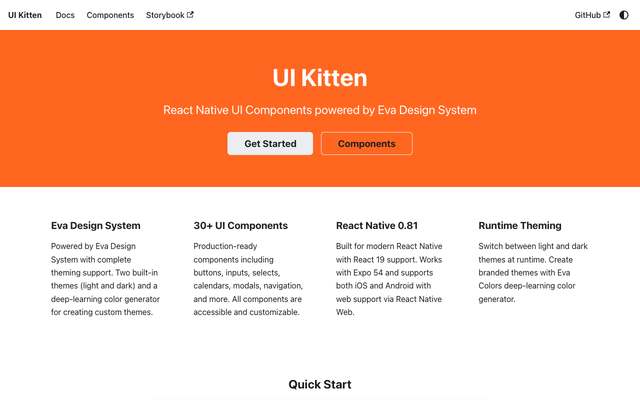 UI Kitten Docs Components Storybook GitHub
UI Kitten
React Native UI Components powered by Eva Design System
Get Started Components
Eva Design System
Powered by Eva Design
System with complete
theming support. Two built-in
themes (light and dark) and a
deep-learning color generator
for creating custom themes.
30+ UI Components
Production-ready
components including
buttons, inputs, selects,
calendars, modals, navigation,
and more. All components are
accessible and customizable.
React Native 0.81
Built for modern React Native
with React 19 support. Works
with Expo 54 and supports
both iOS and Android with
web support via React Native
Web.
Runtime Theming
Switch between light and dark
themes at runtime. Create
branded themes with Eva
Colors deep-learning color
generator.
Quick Start